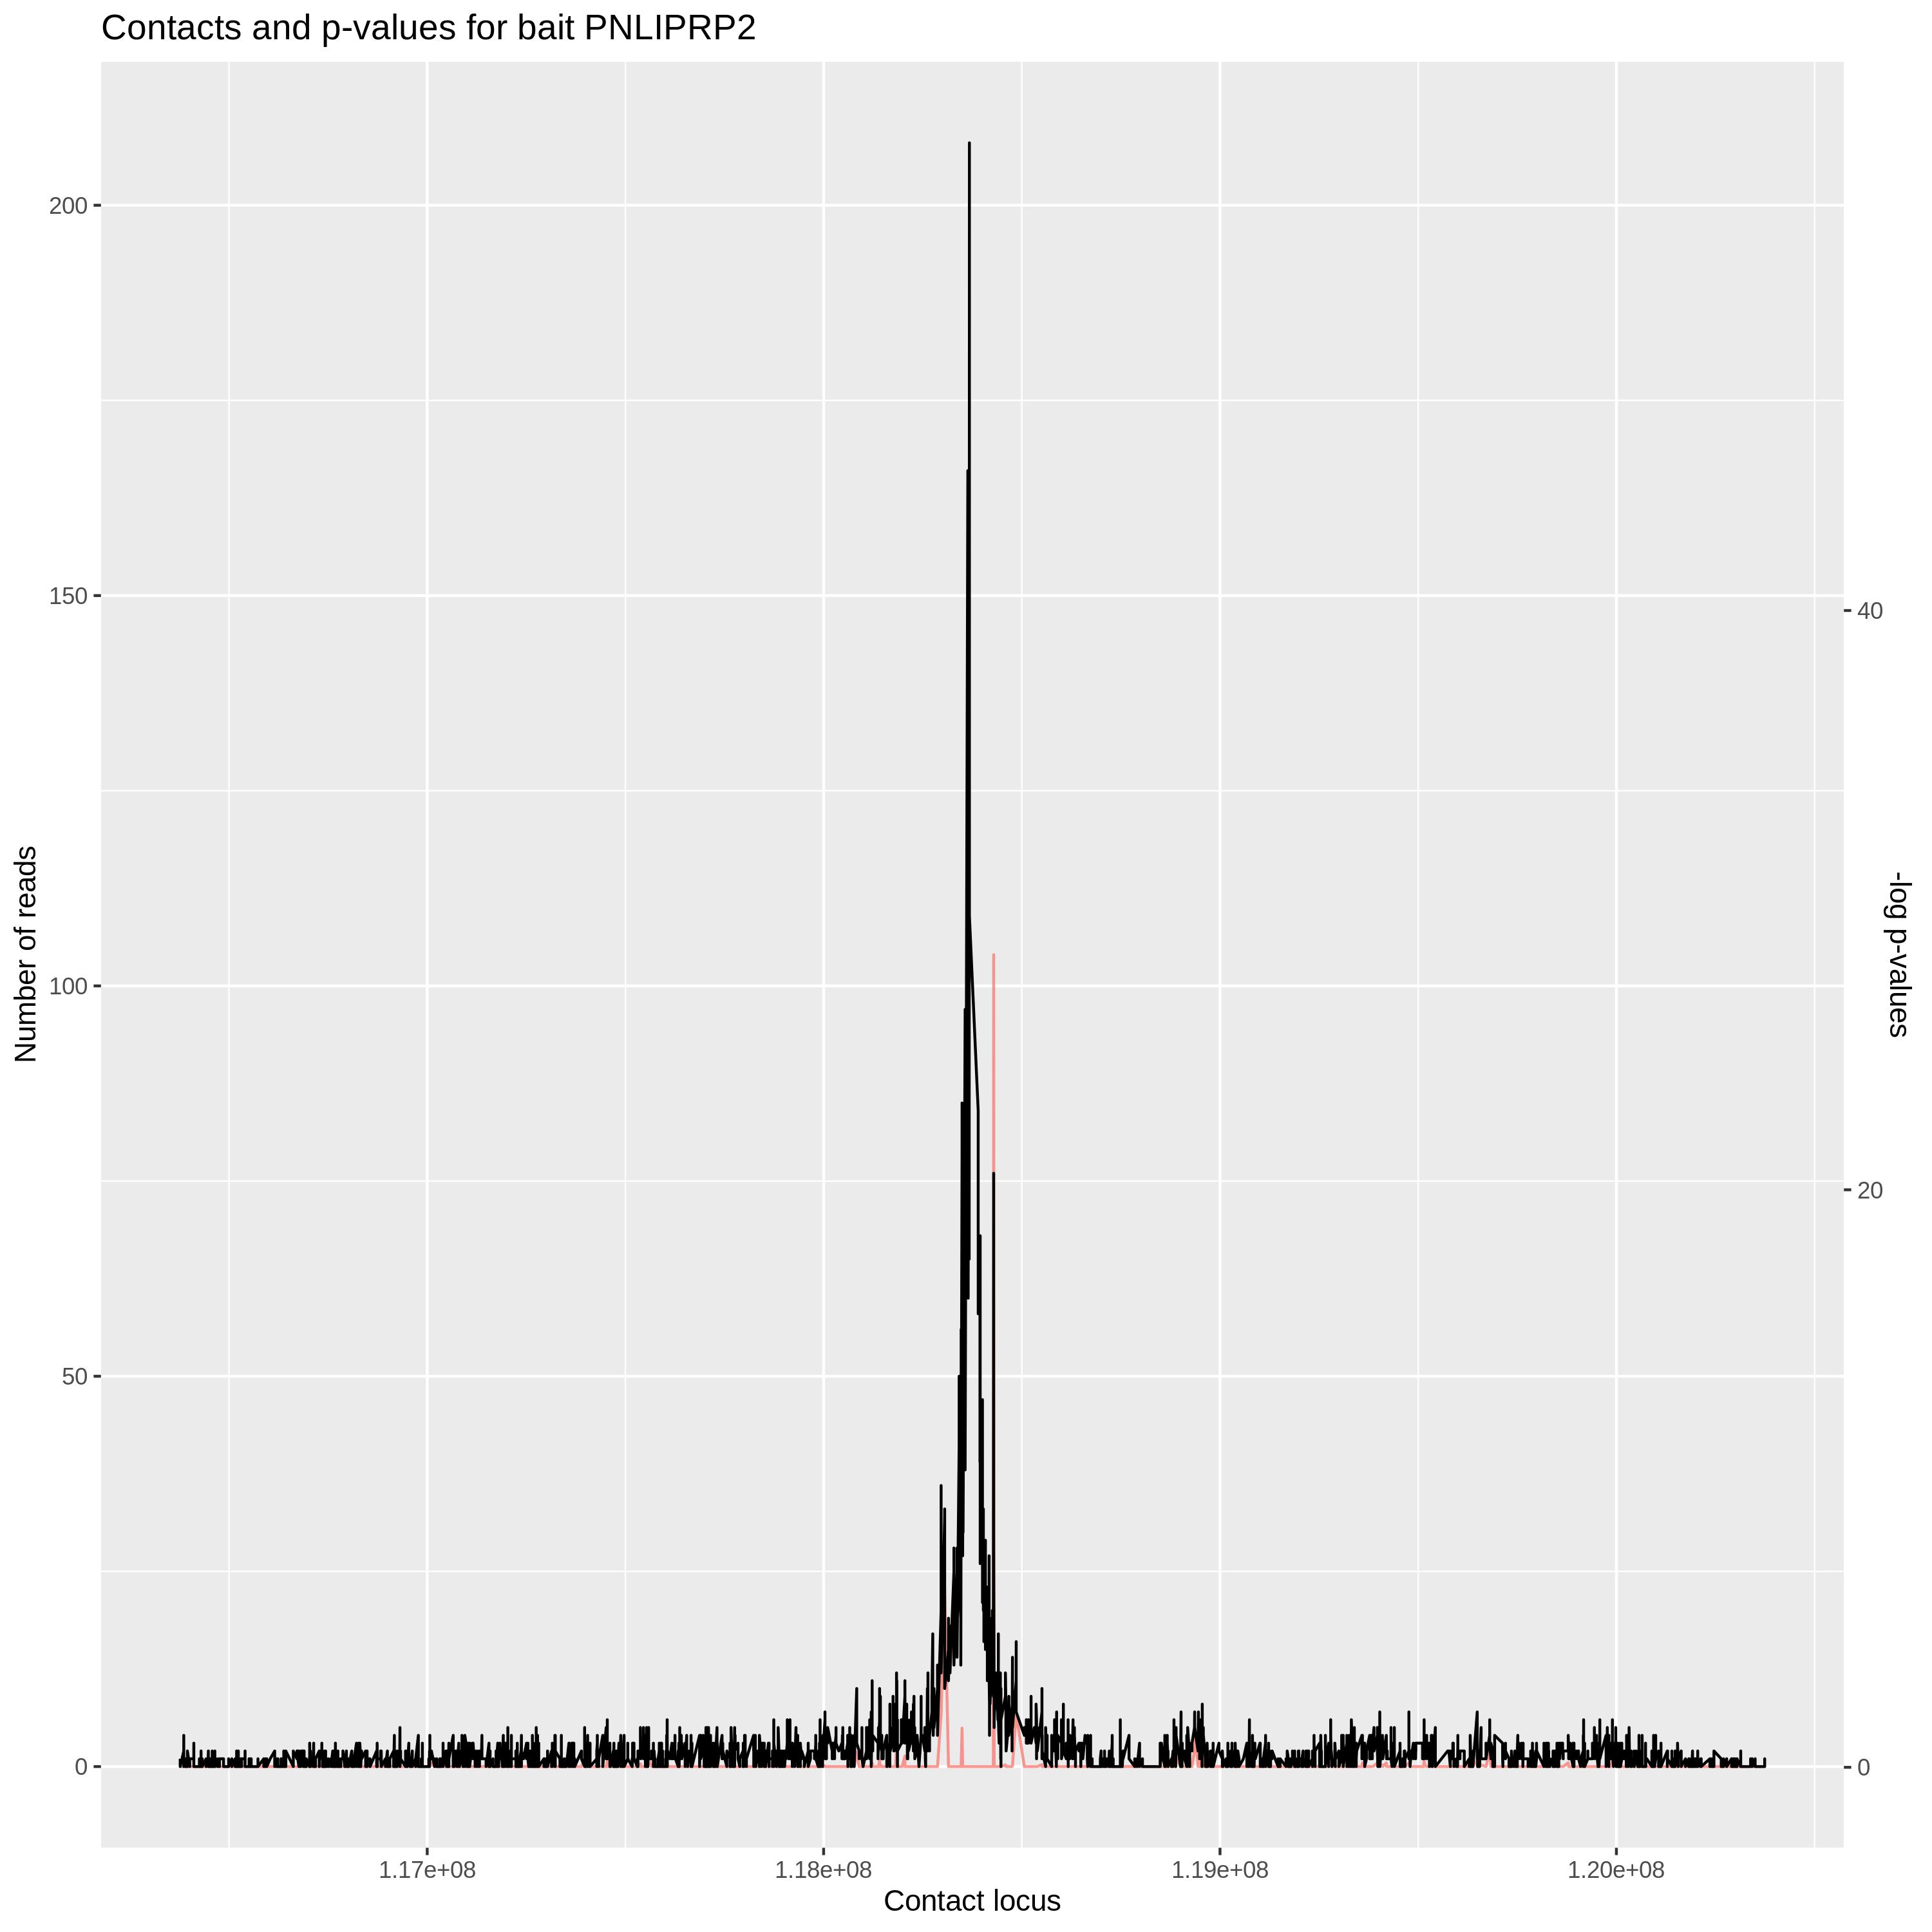 Contacts and p-values for bait PNLIPRP2
200
150
100
50
0
Number of reads
40
20
0
-log p-values
1.17e+08
1.18e+08
1.19e+08
1.20e+08
Contact locus